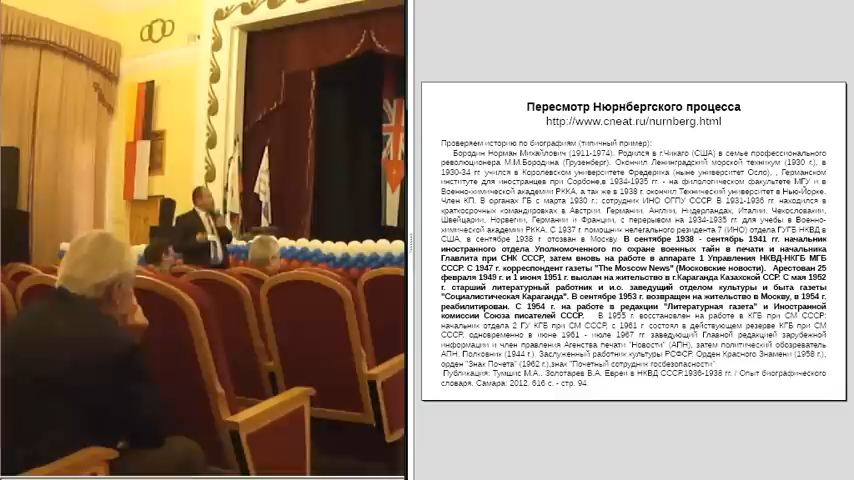 Пересмотр Нюрнбергского процесса
http://www.cneat.ru/nurnberg.html
Проверяем историю по биографиям (типичный пример):
Бородин Норман Михайлович (1911-1974). Родился в г.Чикаго (США) в семье профессионального
революционера М.М.Бородина (Грузенберг). Окончил Ленинградский морской техникум (1930 г.), в
1930-34 гг. учился в Королевском университете Фредерика (ныне университет Осло), , Германском
институте для иностранцев при Сорбоне,в 1934-1935 гг. - на филологическом факультете МГУ и в
Военно-химической академии РККА, а так же в 1938 г. окончил Технический университет в Нью-Йорке.
Член КП. В органах ГБ с марта 1930 г.: сотрудник ИНО ОГПУ СССР. В 1931-1936 гг. находился в
краткосрочных командировках в Австрии, Германии, Англии, Нидерландах, Италии, Чехословакии,
Швейцарии, Норвегии, Германии и Франции, с перерывом на 1934-1935 гг. для учебы в Военно-
химической академии РККА. С 1937 г. помощник нелегального резидента 7 (ИНО) отдела ГУГБ НКВД в
США, в сентябре 1938 г. отозван в Москву. В сентябре 1938 - сентябрь 1941 гг. начальник
иностранного отдела Уполномоченного по охране военных тайн в печати и начальника
Главлита при СНК СССР, затем вновь на работе в аппарате 1 Управления НКВД-НКГБ МГБ
СССР. С 1947 г. корреспондент газеты "The Moscow News" (Московские новости). Арестован 25
февраля 1949 г. и 1 июня 1951 г. выслан на жительство в г.Караганда Казахской ССР. С мая 1952
г. старший литературный работник и и.о. заведущий отделом культуры и быта газеты
"Социалистическая Караганда". В сентябре 1953 г. возвращен на жительство в Москву, в 1954 г.
реабилитирован. С 1954 г. на работе в редакции "Литературная газета" и Иностранной
комиссии Союза писателей СССР. В 1955 г. восстановлен на работе в КГБ при СМ СССР:
начальник отдела 2 ГУ КГБ при СМ СССР, с 1961 г. состоял в действующем резерве КГБ при СМ
СССР, одновременно в июне 1961 - июле 1967 гг. заведующий Главной редакцией зарубежной
информации и член правления Агенства печати "Новости" (АПН), затем политический обозреватель
АПН. Полковник (1944 г.). Заслуженный работник культуры РСФСР. Орден Красного Знамени (1958 г.),
орден "Знак Почета" (1962 г.),знак "Почетный сотрудник госбезопасности".
Публикация: Тумшис М.А., Золотарев В.А. Евреи в НКВД СССР.1936-1938 гг. / Опыт биографического
словаря. Самара: 2012. 616 с. - стр. 94.